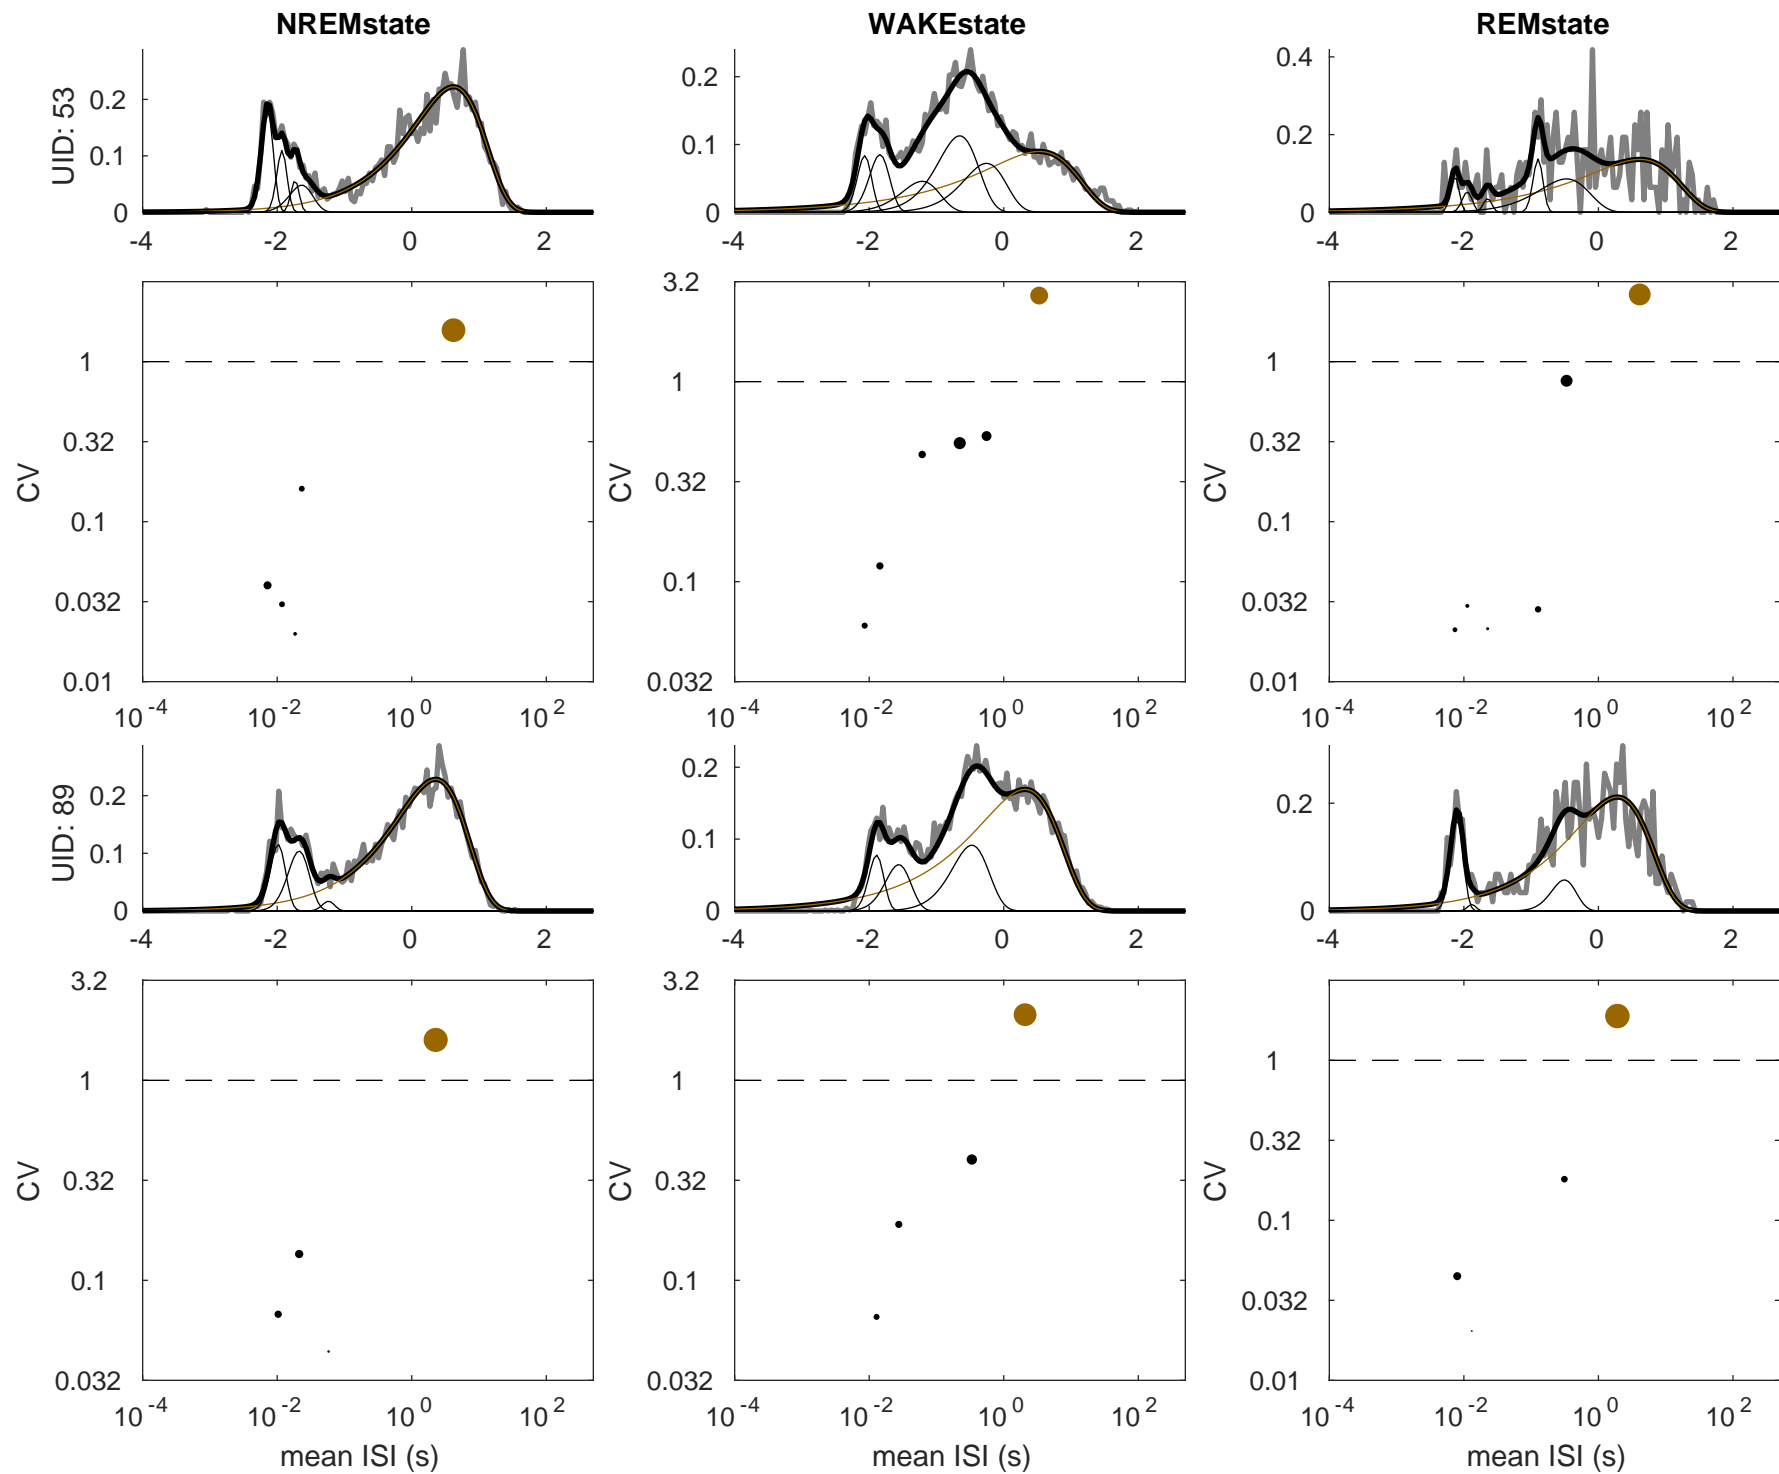 NREMstate WAKEstate REMstate
UID: 53
0.2 0.1 0
-4 -2 0 2
0.2 0.1 0
-4 -2 0 2
0.4 0.2 0
-4 -2 0 2
CV
1 0.32 0.1 0.032 0.01
10^-4 10^-2 10^0 10^2
CV
3.2 1 0.32 0.1 0.032
10^-4 10^-2 10^0 10^2
CV
1 0.32 0.1 0.032 0.01
10^-4 10^-2 10^0 10^2
UID: 89
0.2 0.1 0
-4 -2 0 2
0.2 0.1 0
-4 -2 0 2
0.2 0
-4 -2 0 2
CV
3.2 1 0.32 0.1 0.032
10^-4 10^-2 10^0 10^2
mean ISI (s)
CV
3.2 1 0.32 0.1 0.032
10^-4 10^-2 10^0 10^2
mean ISI (s)
CV
1 0.32 0.1 0.032 0.01
10^-4 10^-2 10^0 10^2
mean ISI (s)